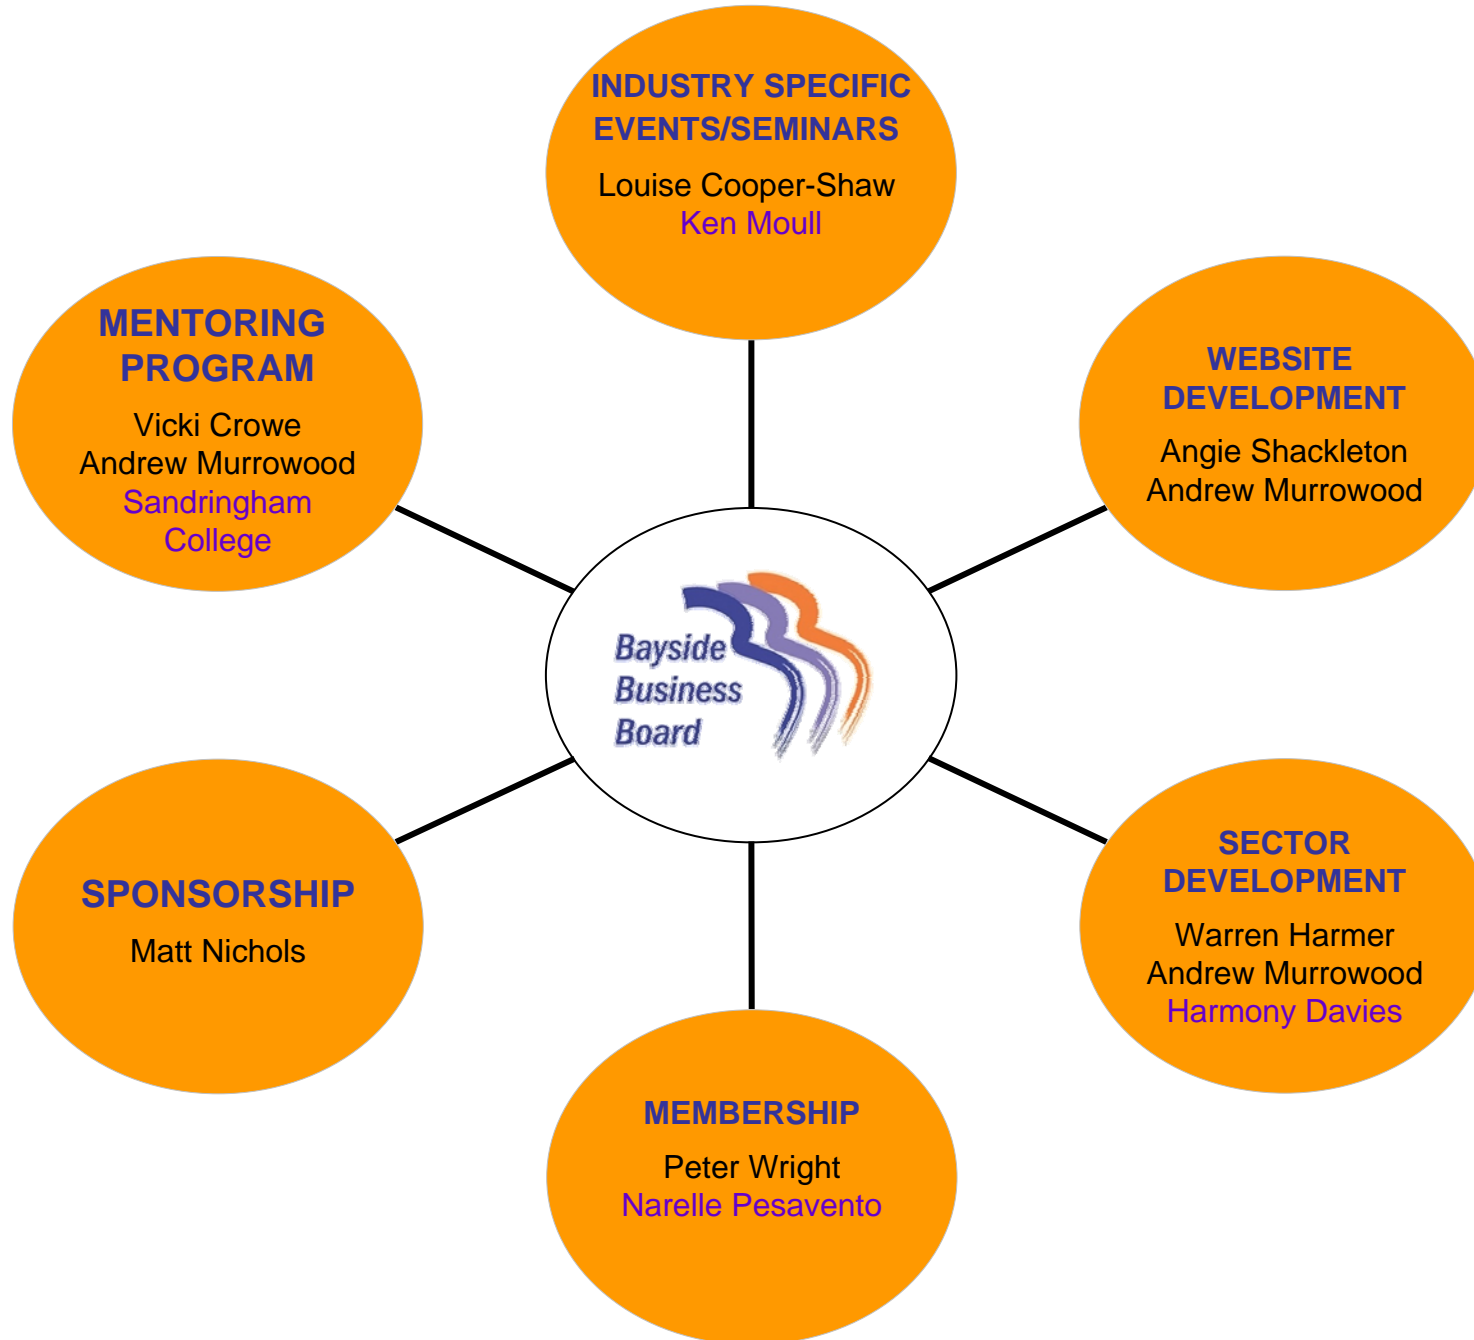 INDUSTRY SPECIFIC
EVENTS/SEMINARS
Louise Cooper-Shaw
Ken Moull
MENTORING
PROGRAM
Vicki Crowe
Andrew Murrowood
Sandringham
College
WEBSITE
DEVELOPMENT
Angie Shackleton
Andrew Murrowood
Bayside
Business
Board
SPONSORSHIP
Matt Nichols
SECTOR
DEVELOPMENT
Warren Harmer
Andrew Murrowood
Harmony Davies
MEMBERSHIP
Peter Wright
Narelle Pesavento